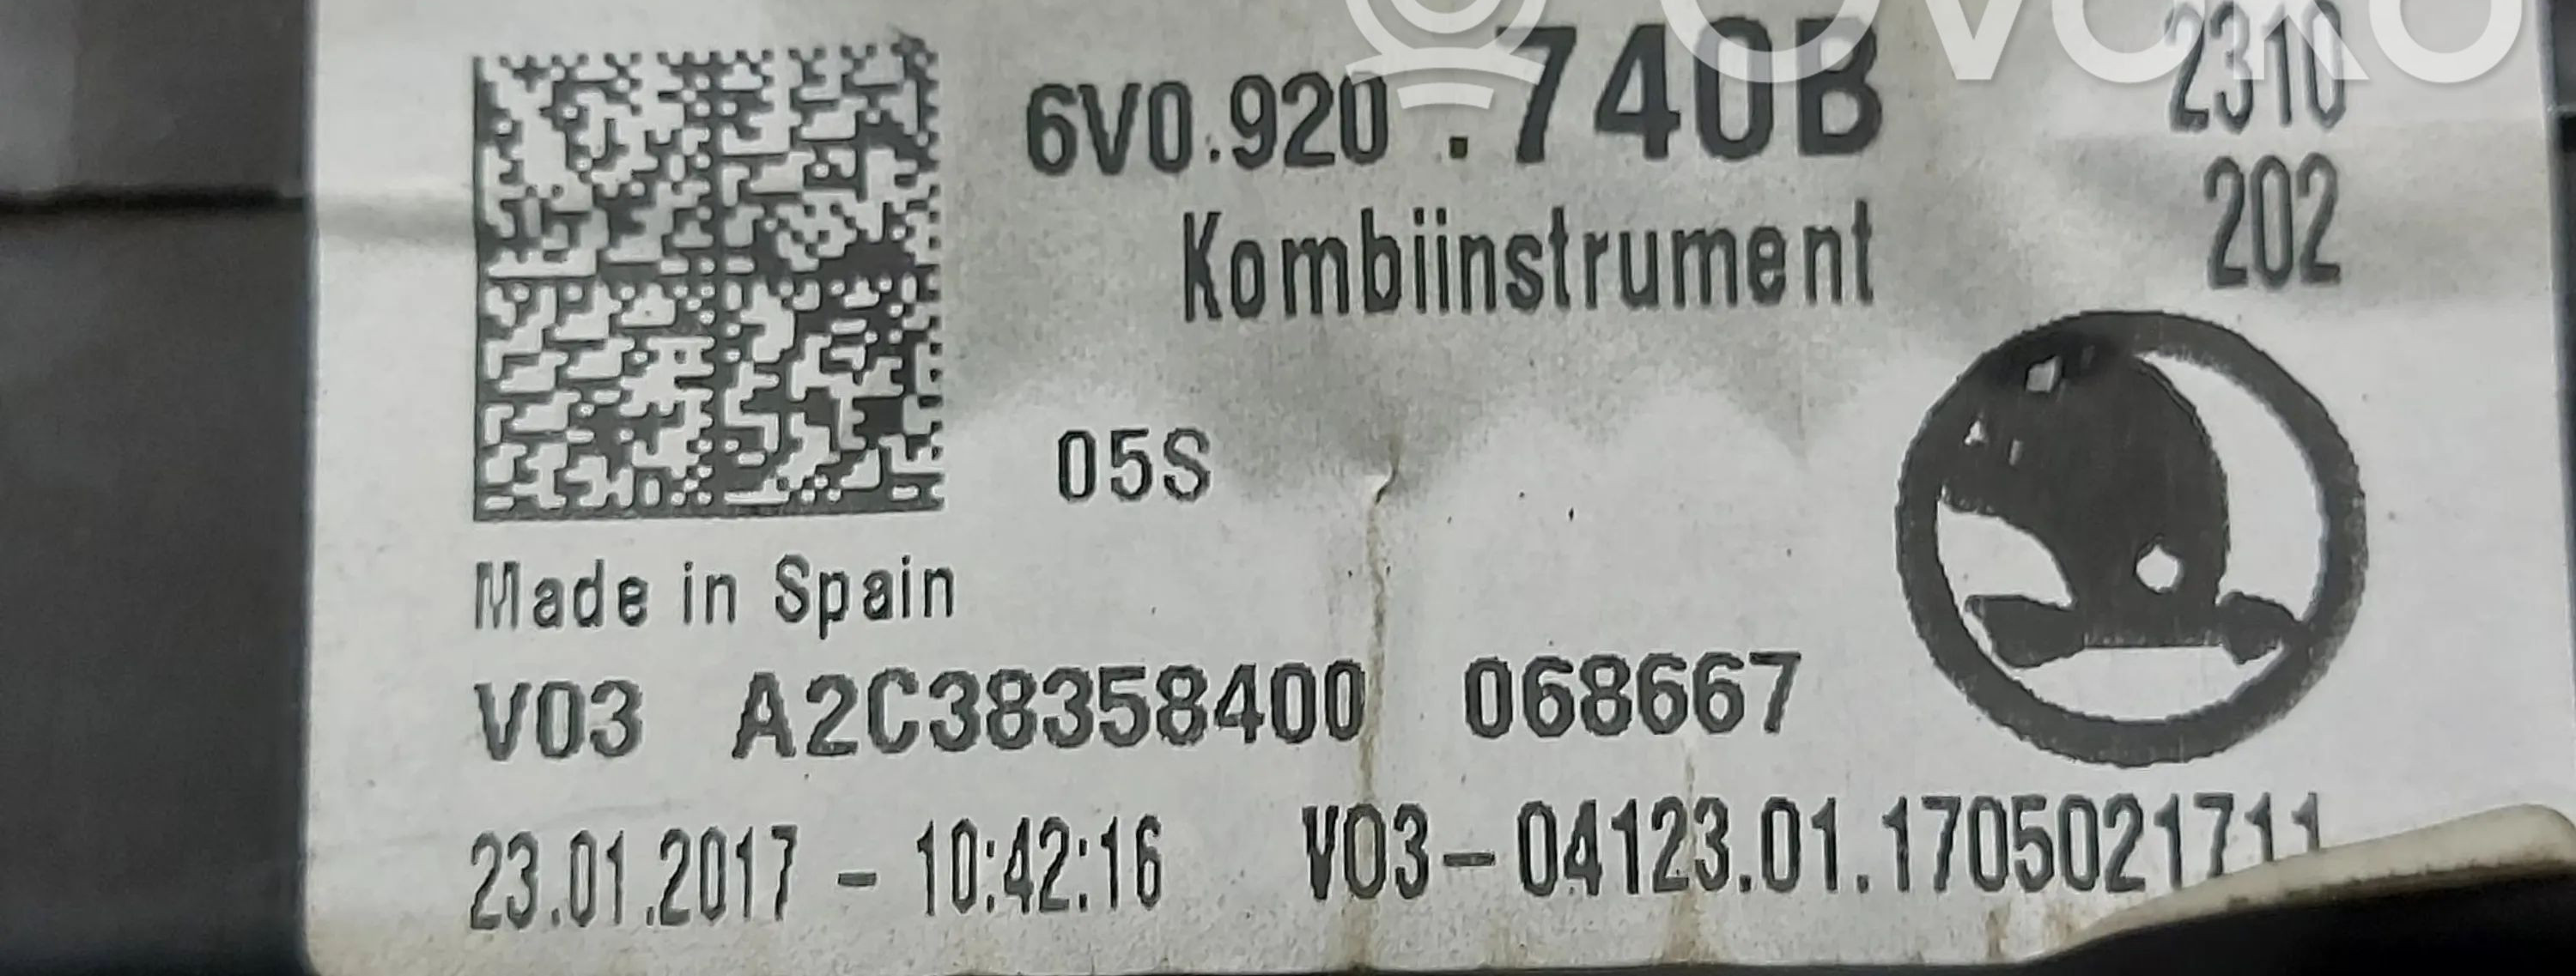 OVOKO
6V0.920 .740B 2310
Kombiinstrument 202
05S
Made in Spain
V03 A2C38358400 068667
23.01.2017 - 10:42:16 V03-04123.01.1705021711